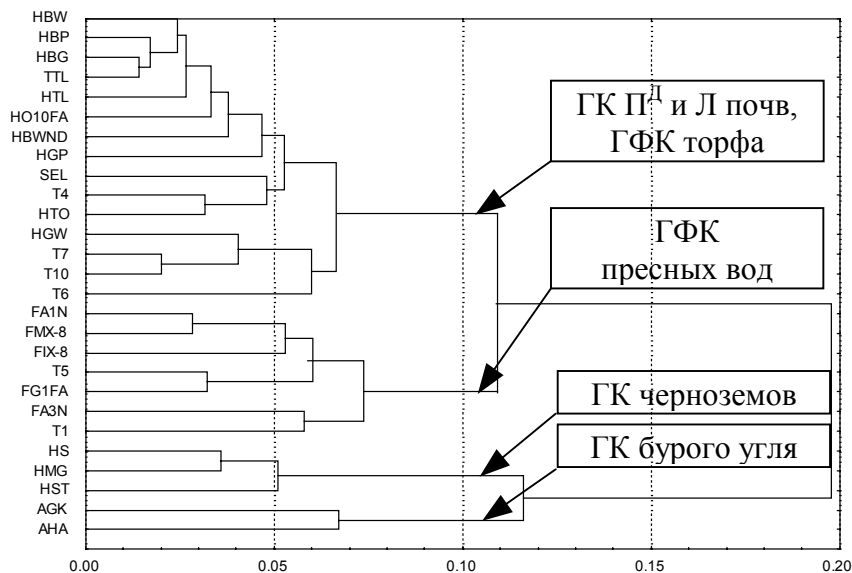 HBW
HBP
HBG
TTL
HTL
HO10FA
HBWND
HGP
SEL
T4
HTO
HGW
T7
T10
T6
FA1N
FMX-8
FIX-8
T5
FG1FA
FA3N
T1
HS
HMG
HST
AGK
AHA
ГК Пᴰ и Л почв,
ГФК торфа
ГФК
пресных вод
ГК черноземов
ГК бурого угля
0.00 0.05 0.10 0.15 0.20